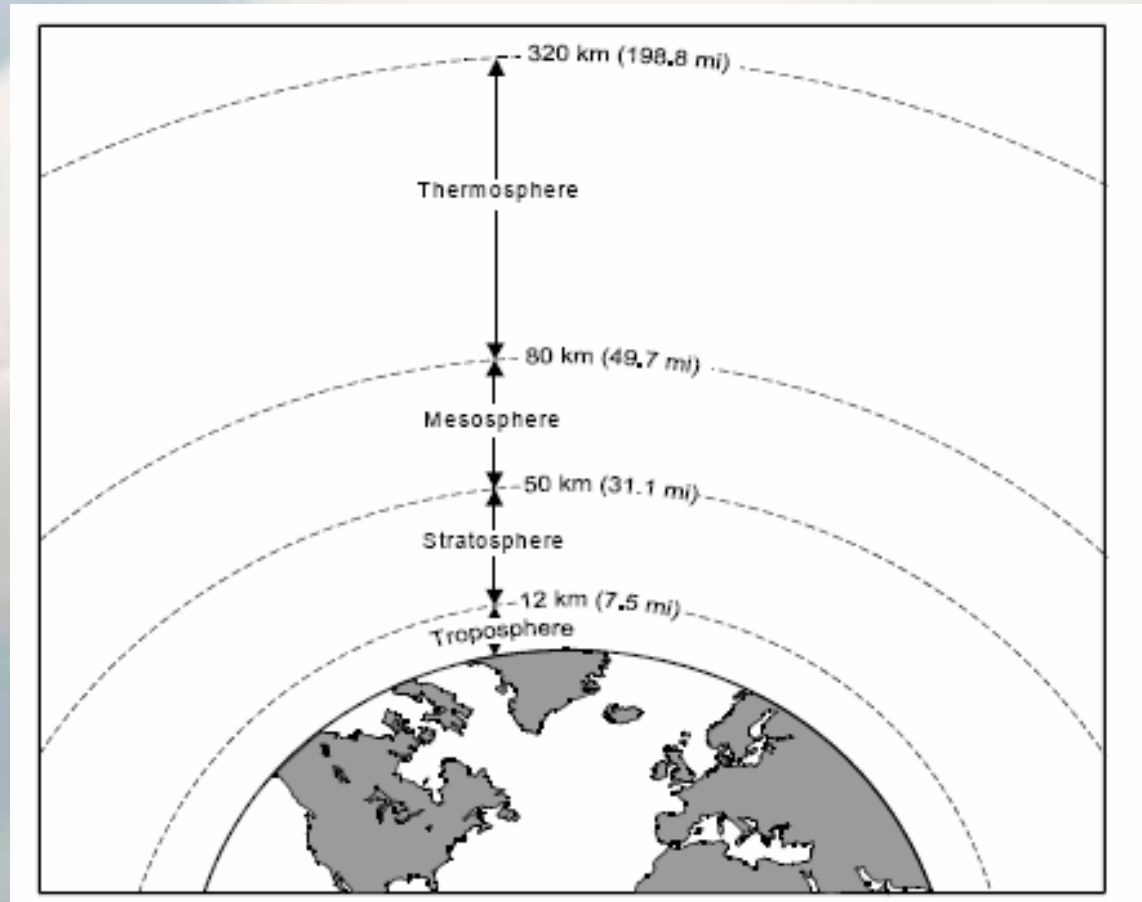 320 km (198.8 mi)
Thermosphere
80 km (49.7 mi)
Mesosphere
50 km (31.1 mi)
Stratosphere
12 km (7.5 mi)
Troposphere